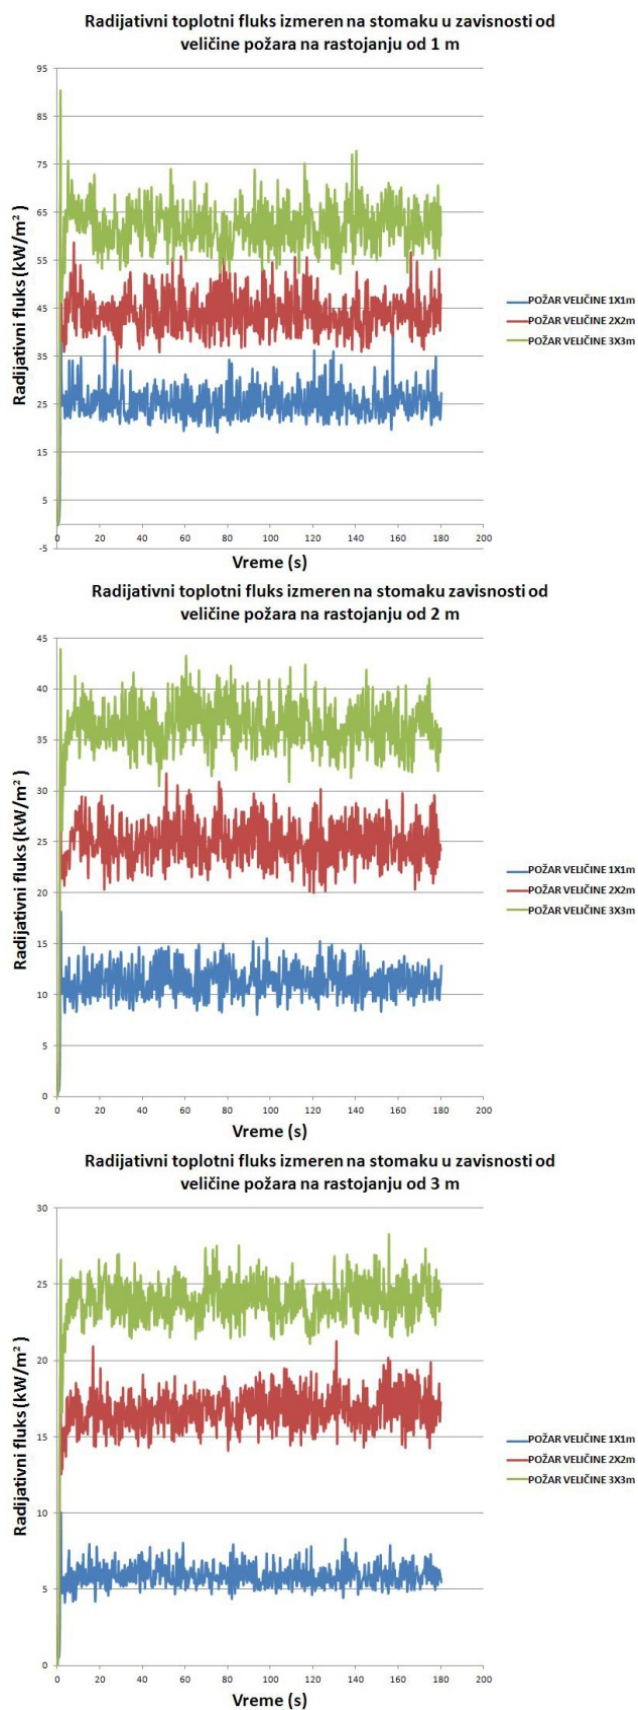 Radijativni toplotni fluks izmeren na stomaku u zavisnosti od
veličine požara na rastojanju od 1 m
Radijativni fluks (kW/m²)
95
85
75
65
55
45
35
25
15
5
-5
0 20 40 60 80 100 120 140 160 180 200
Vreme (s)
POŽAR VELIČINE 1X1m
POŽAR VELIČINE 2X2m
POŽAR VELIČINE 3X3m
Radijativni toplotni fluks izmeren na stomaku zavisnosti od
veličine požara na rastojanju od 2 m
Radijativni fluks (kW/m²)
45
40
35
30
25
20
15
10
5
0
0 20 40 60 80 100 120 140 160 180 200
Vreme (s)
POŽAR VELIČINE 1X1m
POŽAR VELIČINE 2X2m
POŽAR VELIČINE 3X3m
Radijativni toplotni fluks izmeren na stomaku u zavisnosti od
veličine požara na rastojanju od 3 m
Radijativni fluks (kW/m²)
30
25
20
15
10
5
0
0 20 40 60 80 100 120 140 160 180 200
Vreme (s)
POŽAR VELIČINE 1X1m
POŽAR VELIČINE 2X2m
POŽAR VELIČINE 3X3m